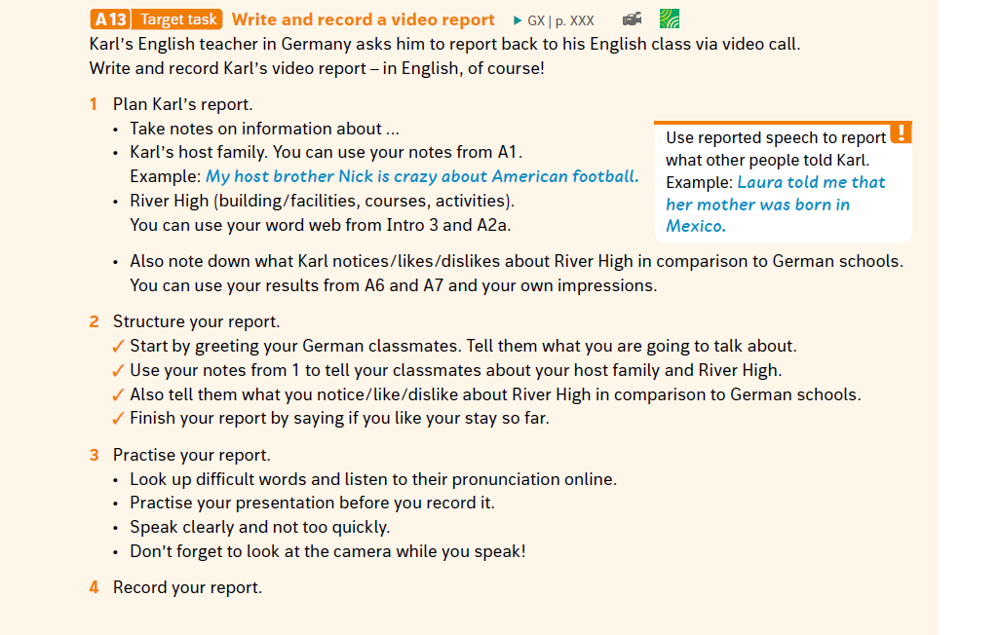 A13 Target task Write and record a video report ▶ GX | p. XXX
Karl's English teacher in Germany asks him to report back to his English class via video call.
Write and record Karl's video report – in English, of course!
1 Plan Karl's report.
• Take notes on information about ...
• Karl's host family. You can use your notes from A1.
Example: My host brother Nick is crazy about American football.
• River High (building/facilities, courses, activities).
You can use your word web from Intro 3 and A2a.
!
Use reported speech to report
what other people told Karl.
Example: Laura told me that
her mother was born in
Mexico.
• Also note down what Karl notices/likes/dislikes about River High in comparison to German schools.
You can use your results from A6 and A7 and your own impressions.
2 Structure your report.
✓ Start by greeting your German classmates. Tell them what you are going to talk about.
✓ Use your notes from 1 to tell your classmates about your host family and River High.
✓ Also tell them what you notice/like/dislike about River High in comparison to German schools.
✓ Finish your report by saying if you like your stay so far.
3 Practise your report.
• Look up difficult words and listen to their pronunciation online.
• Practise your presentation before you record it.
• Speak clearly and not too quickly.
• Don't forget to look at the camera while you speak!
4 Record your report.